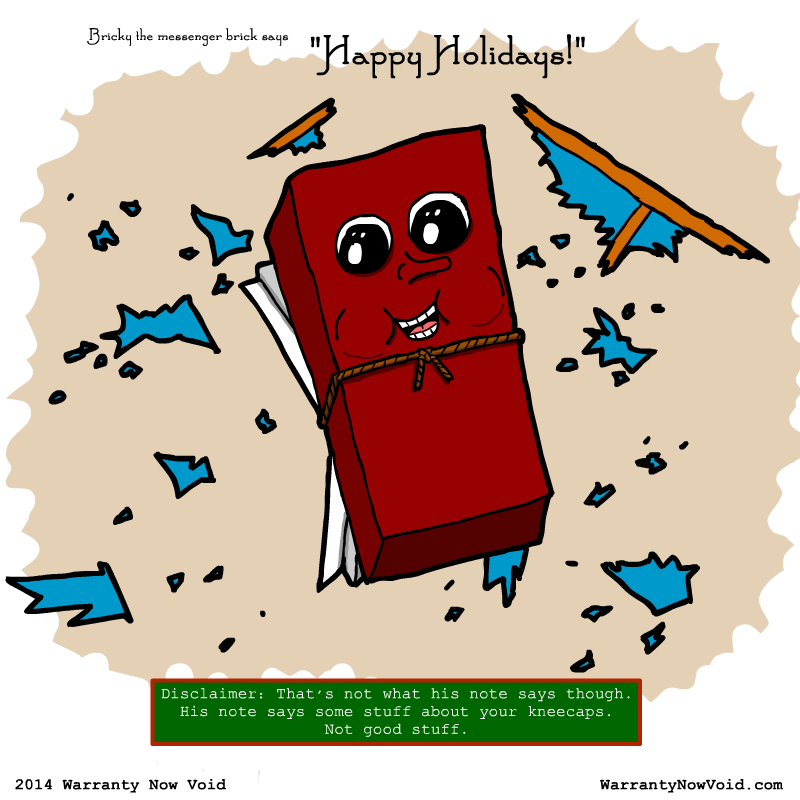 Bricky the messenger brick says
"Happy Holidays!"
Disclaimer: That's not what his note says though.
His note says some stuff about your kneecaps.
Not good stuff.
2014 Warranty Now Void
WarrantyNowVoid.com